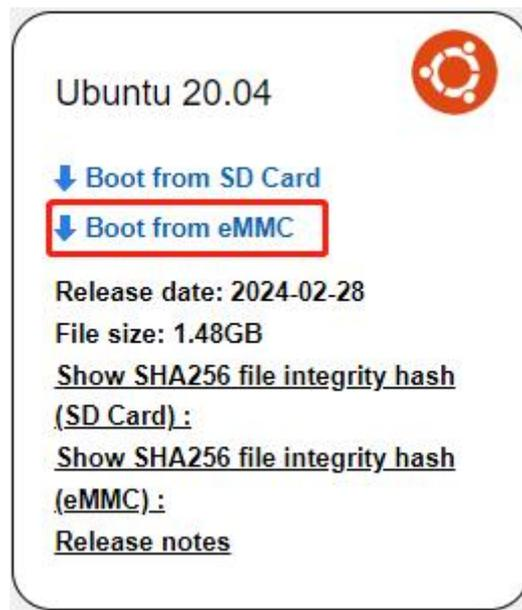 Ubuntu 20.04
Boot from SD Card
Boot from eMMC
Release date: 2024-02-28
File size: 1.48GB
Show SHA256 file integrity hash
(SD Card) :
Show SHA256 file integrity hash
(eMMC) :
Release notes